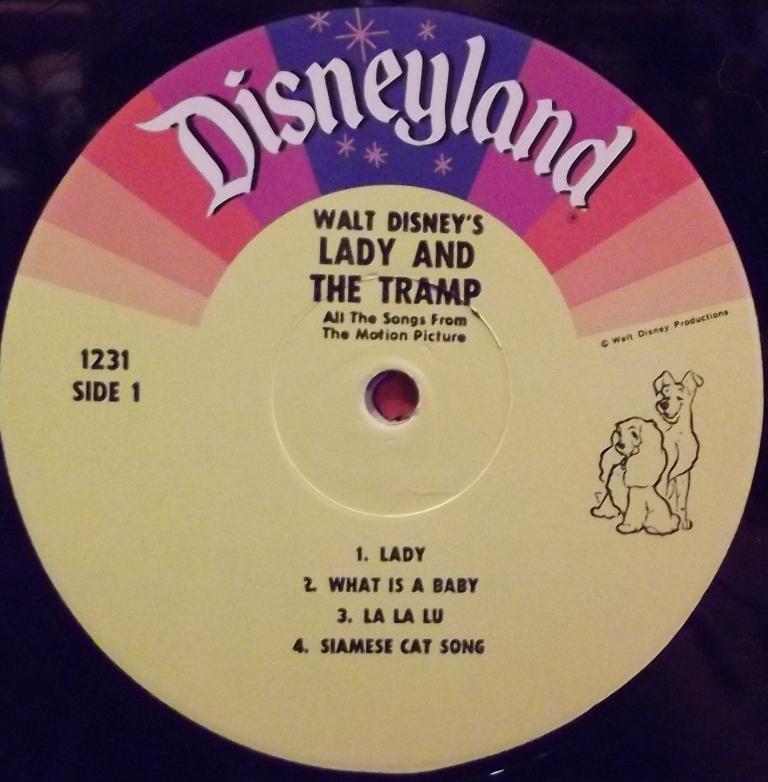 Disneyland
®
WALT DISNEY'S
LADY AND
THE TRAMP
All The Songs From
The Motion Picture
© Walt Disney Productions
1231
SIDE 1
1. LADY
2. WHAT IS A BABY
3. LA LA LU
4. SIAMESE CAT SONG